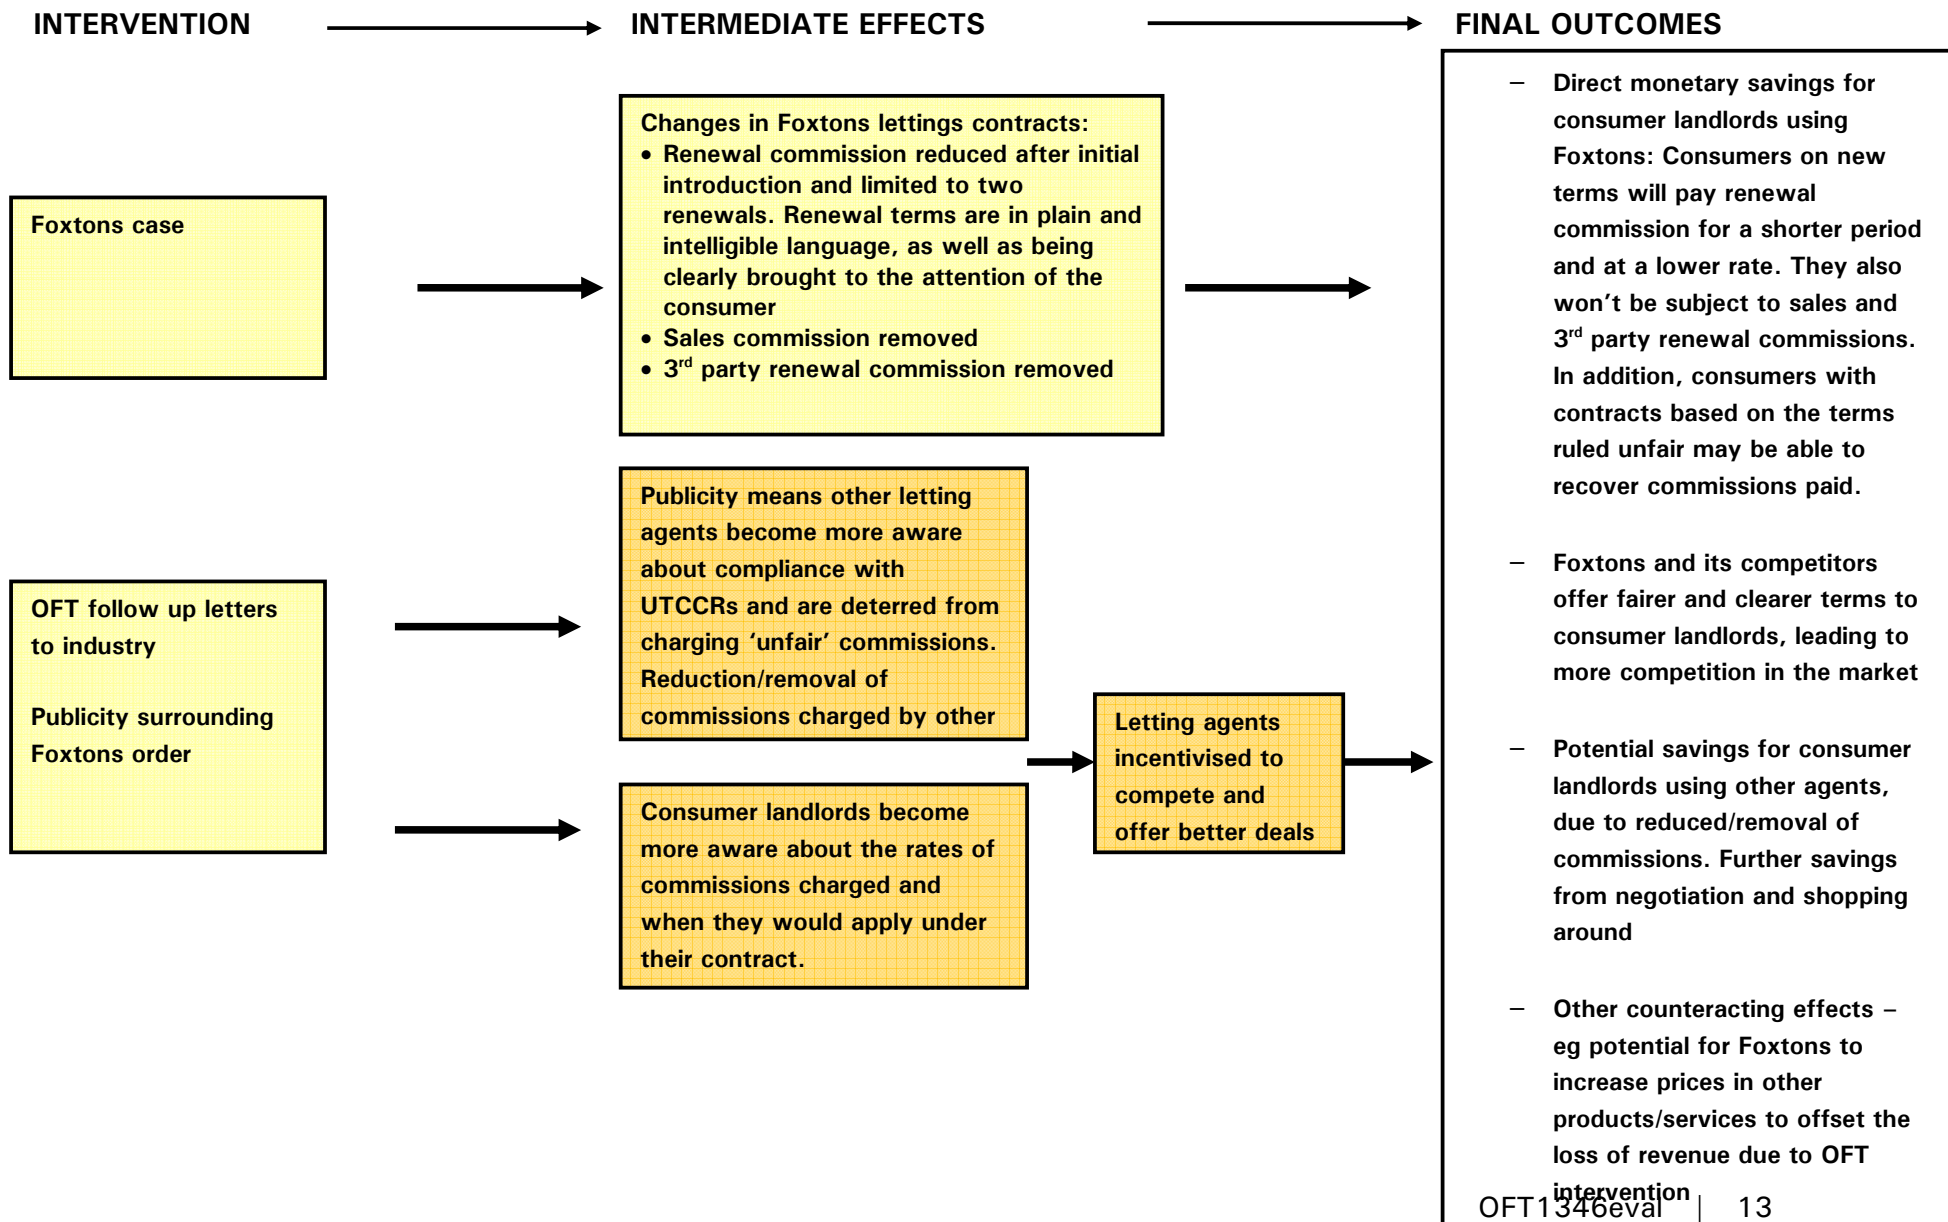 INTERVENTION
INTERMEDIATE EFFECTS
FINAL OUTCOMES
Foxtons case
Changes in Foxtons lettings contracts:
• Renewal commission reduced after initial
introduction and limited to two
renewals. Renewal terms are in plain and
intelligible language, as well as being
clearly brought to the attention of the
consumer
• Sales commission removed
• 3rd party renewal commission removed
OFT follow up letters
to industry
Publicity surrounding
Foxtons order
Publicity means other letting
agents become more aware
about compliance with
UTCCRs and are deterred from
charging ‘unfair’ commissions.
Reduction/removal of
commissions charged by other
Consumer landlords become
more aware about the rates of
commissions charged and
when they would apply under
their contract.
Letting agents
incentivised to
compete and
offer better deals
– Direct monetary savings for
consumer landlords using
Foxtons: Consumers on new
terms will pay renewal
commission for a shorter period
and at a lower rate. They also
won’t be subject to sales and
3rd party renewal commissions.
In addition, consumers with
contracts based on the terms
ruled unfair may be able to
recover commissions paid.
– Foxtons and its competitors
offer fairer and clearer terms to
consumer landlords, leading to
more competition in the market
– Potential savings for consumer
landlords using other agents,
due to reduced/removal of
commissions. Further savings
from negotiation and shopping
around
– Other counteracting effects –
eg potential for Foxtons to
increase prices in other
products/services to offset the
loss of revenue due to OFT
intervention
OFT1346eval | 13